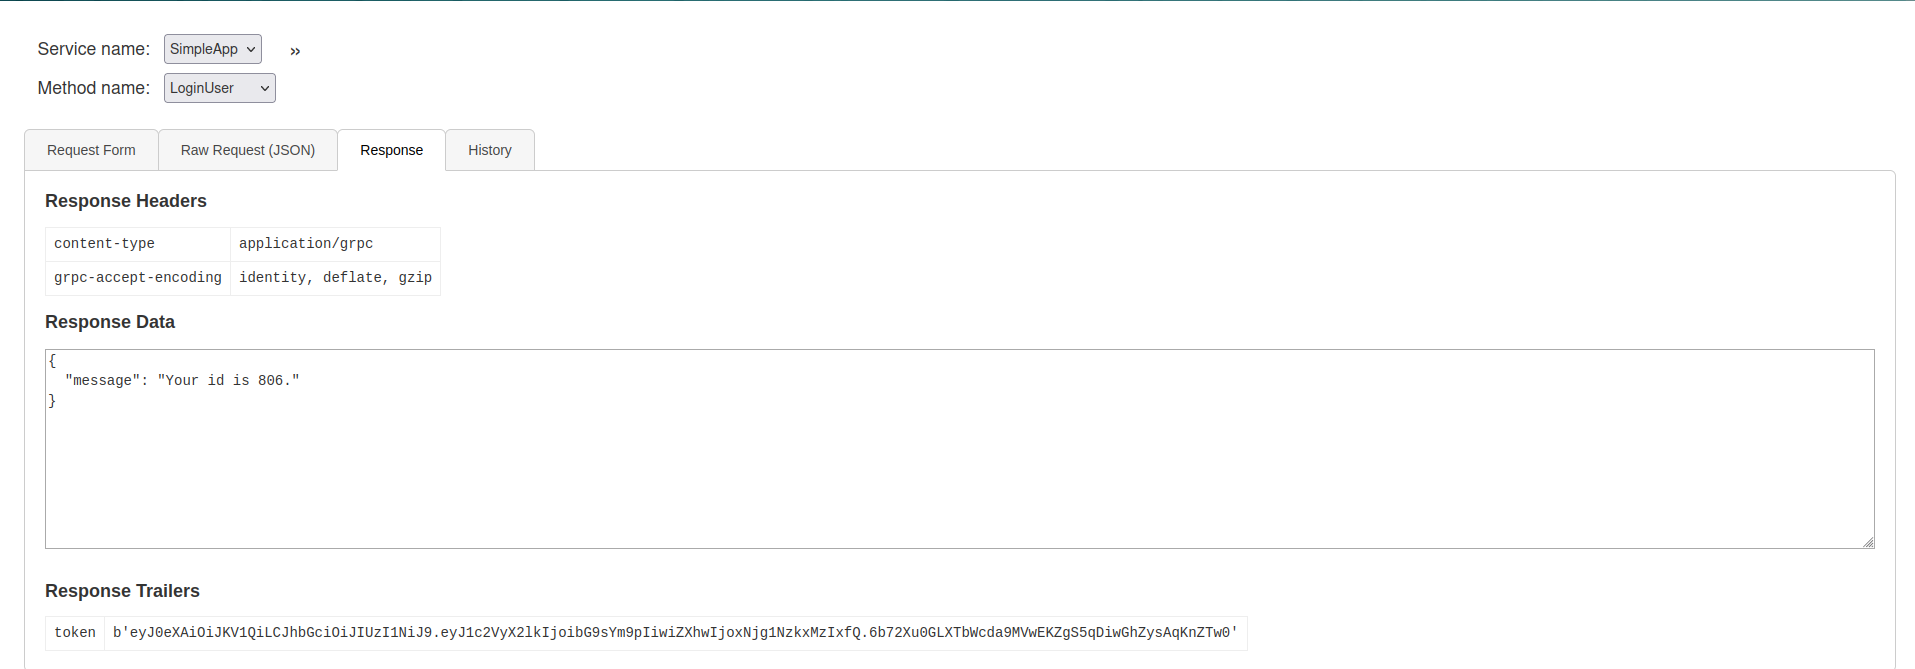 Service name: SimpleApp »
Method name: LoginUser
Request Form Raw Request (JSON) Response History
Response Headers
content-type application/grpc
grpc-accept-encoding identity, deflate, gzip
Response Data
{
"message": "Your id is 806."
}
Response Trailers
token b'eyJ0eXAiOiJKV1QiLCJhbGciOiJIUzI1NiJ9.eyJ1c2VyX2lkIjoibG9sYm9pIiwiZXhwIjoxNjg1NzkxMzIxfQ.6b72Xu0GLXTbWcda9MVwEKZgS5qDiwGhZysAqKnZTw0'